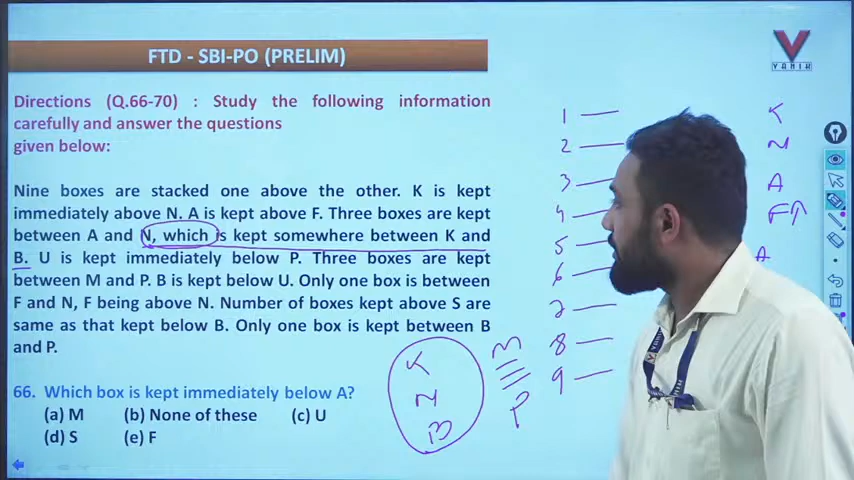 FTD - SBI-PO (PRELIM)
VANIK
Directions (Q.66-70) : Study the following information
carefully and answer the questions
given below:
Nine boxes are stacked one above the other. K is kept
immediately above N. A is kept above F. Three boxes are kept
between A and N, which is kept somewhere between K and
B. U is kept immediately below P. Three boxes are kept
between M and P. B is kept below U. Only one box is between
F and N, F being above N. Number of boxes kept above S are
same as that kept below B. Only one box is kept between B
and P.
66. Which box is kept immediately below A?
(a) M (b) None of these (c) U
(d) S (e) F
K
N
B
M
P
1
2
3
4
5
6
7
8
9
K
N
A
F↑
A
VANIK